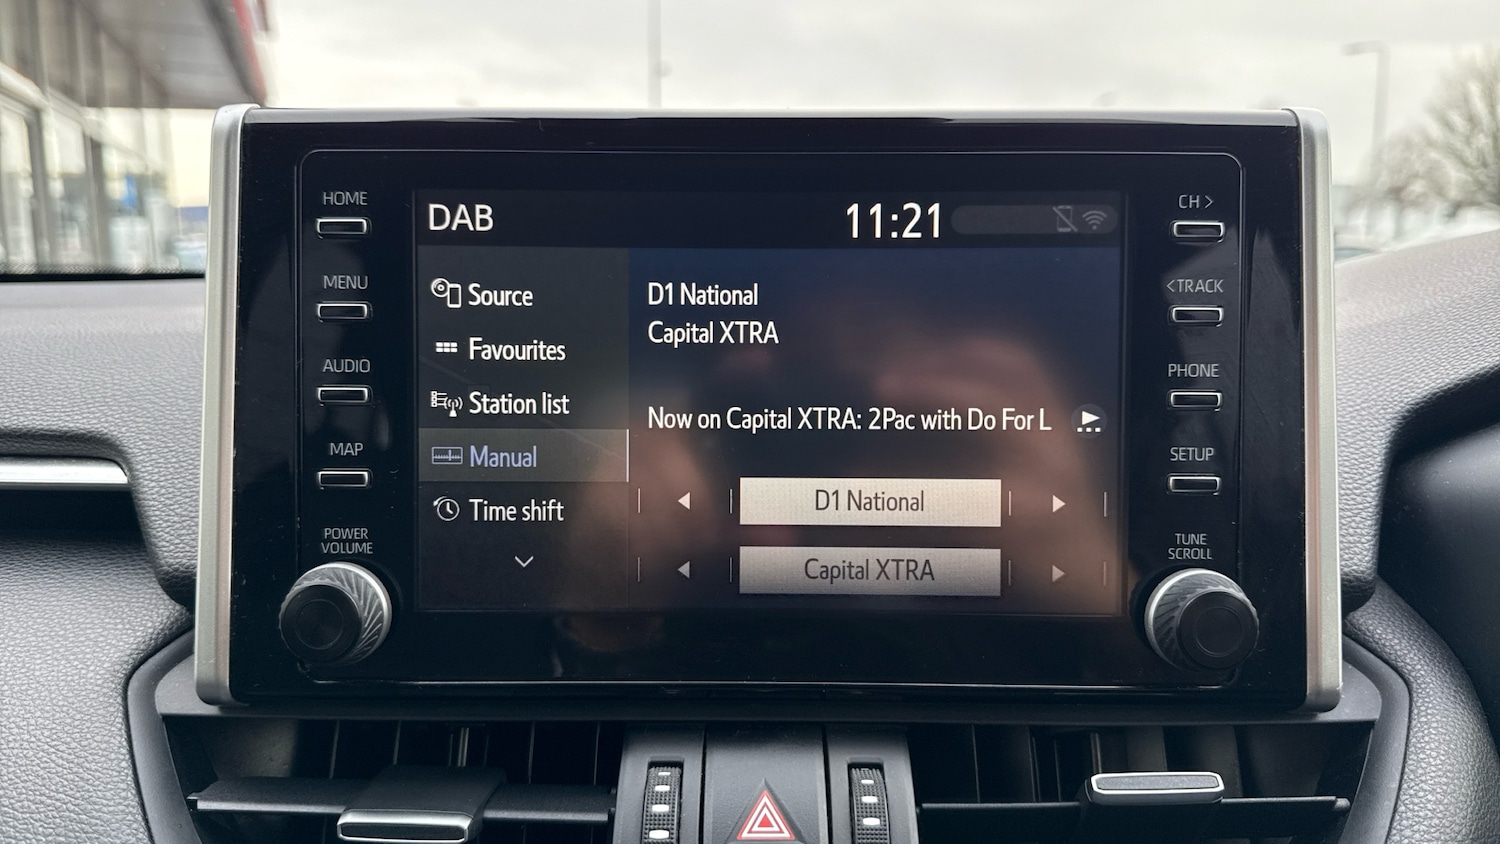 HOME
MENU
AUDIO
MAP
POWER
VOLUME
DAB
11:21
Source
Favourites
Station list
Manual
Time shift
D1 National
Capital XTRA
Now on Capital XTRA: 2Pac with Do For L
D1 National
Capital XTRA
CH >
<TRACK
PHONE
SETUP
TUNE
SCROLL